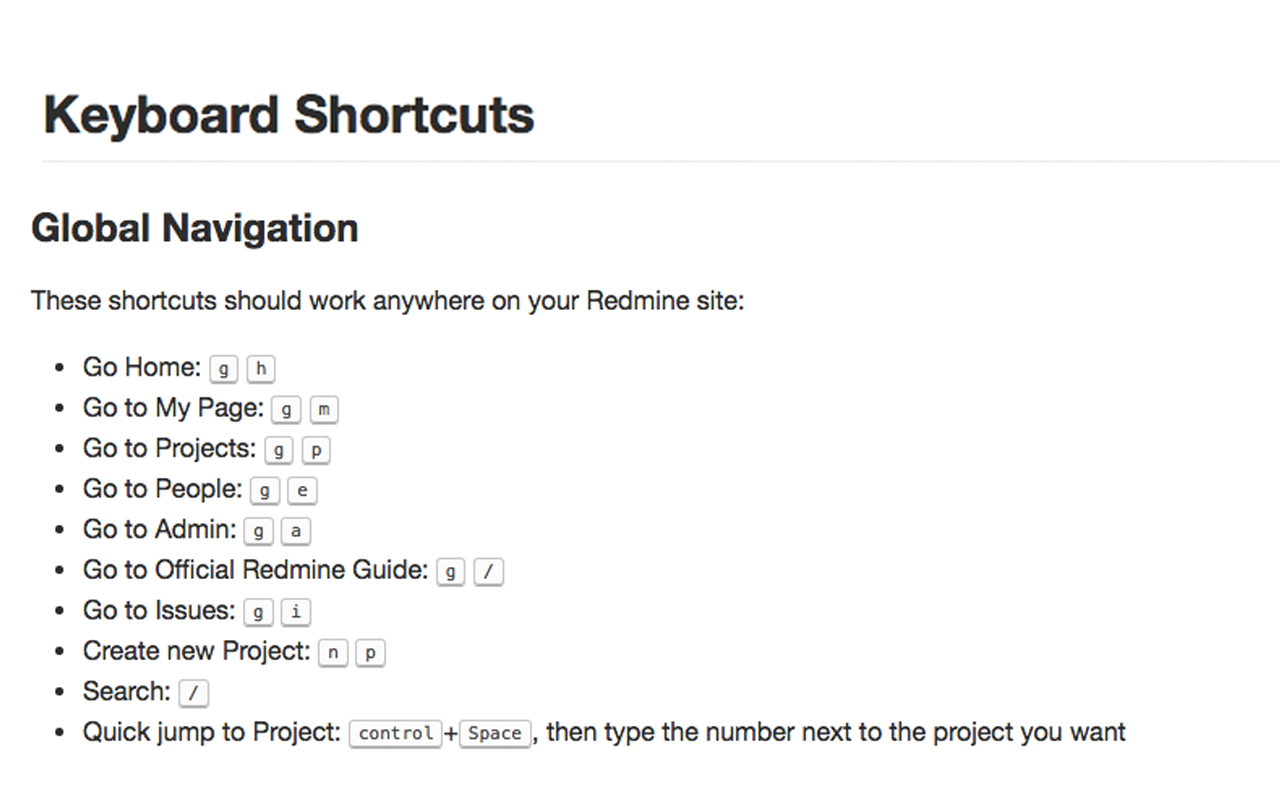 Keyboard Shortcuts
Global Navigation
These shortcuts should work anywhere on your Redmine site:
• Go Home: g h
• Go to My Page: g m
• Go to Projects: g p
• Go to People: g e
• Go to Admin: g a
• Go to Official Redmine Guide: g /
• Go to Issues: g i
• Create new Project: n p
• Search: /
• Quick jump to Project: control+Space, then type the number next to the project you want